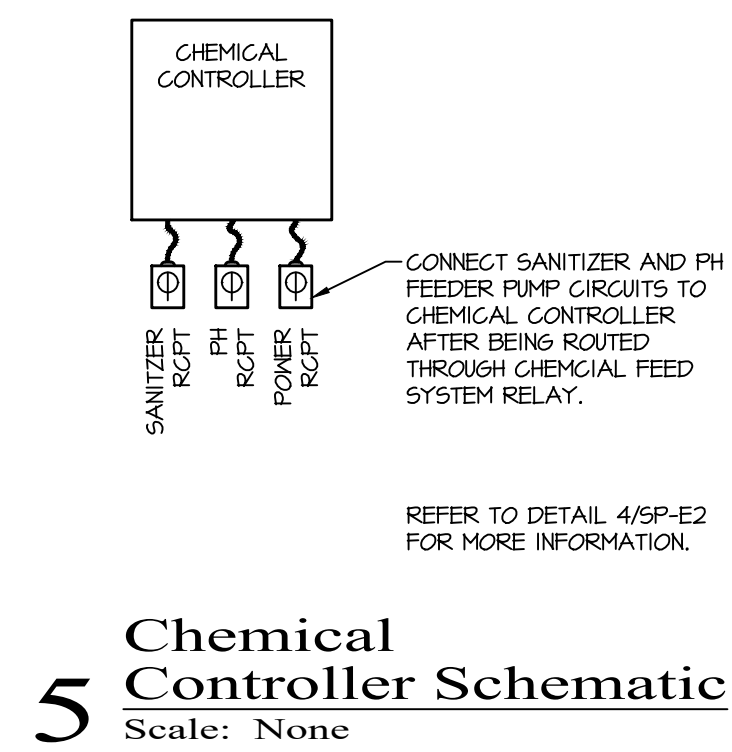 CHEMICAL
CONTROLLER
SANITZER
RCPT
PH
RCPT
POWER
RCPT
CONNECT SANITIZER AND PH
FEEDER PUMP CIRCUITS TO
CHEMICAL CONTROLLER
AFTER BEING ROUTED
THROUGH CHEMCIAL FEED
SYSTEM RELAY.
REFER TO DETAIL 4/SP-E2
FOR MORE INFORMATION.
5
Chemical
Controller Schematic
Scale: None